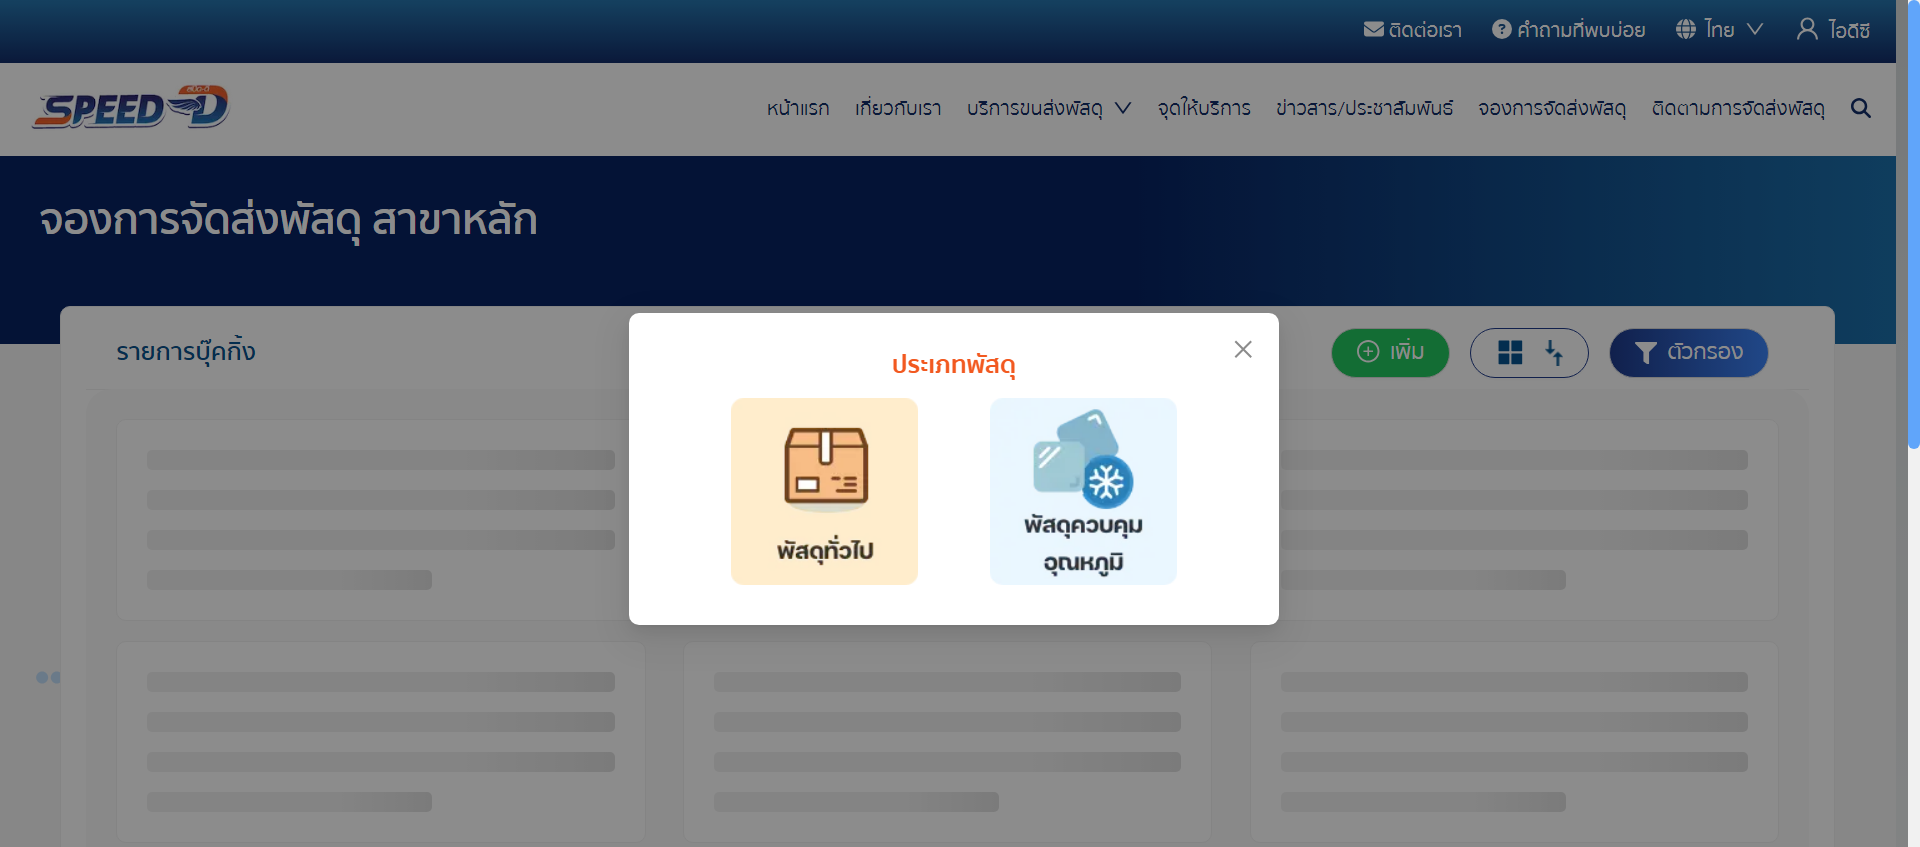 ติดต่อเรา
คำถามที่พบบ่อย
ไทย
ไอดีซี
สปีด-ดี
SPEED-D
หน้าแรก
เกี่ยวกับเรา
บริการขนส่งพัสดุ
จุดให้บริการ
ข่าวสาร/ประชาสัมพันธ์
จองการจัดส่งพัสดุ
ติดตามการจัดส่งพัสดุ
จองการจัดส่งพัสดุ สาขาหลัก
รายการบุ๊คกิ้ง
เพิ่ม
ตัวกรอง
ประเภทพัสดุ
พัสดุทั่วไป
พัสดุควบคุม
อุณหภูมิ